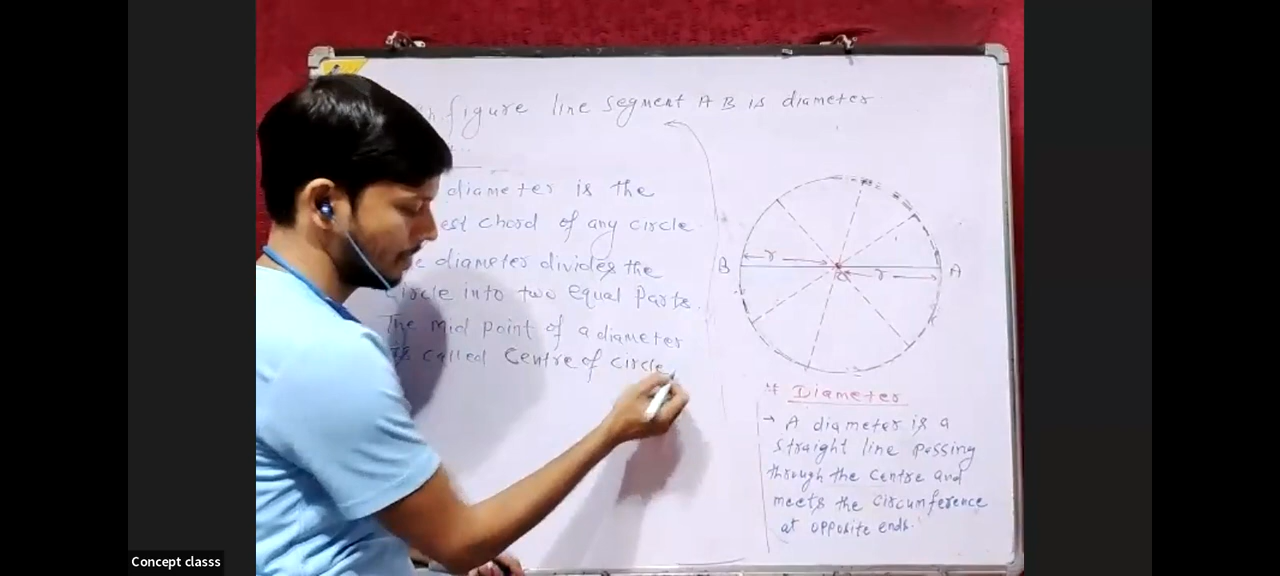 figure line segment A B is diameter
diameter is the
est chord of any circle.
diameter divides the
Circle into two equal Parts.
The mid point of a diameter
is called Centre of circle
B r r A
Diameter
→ A diameter is a
straight line passing
through the centre and
meets the circumference
at opposite ends.
Concept classs